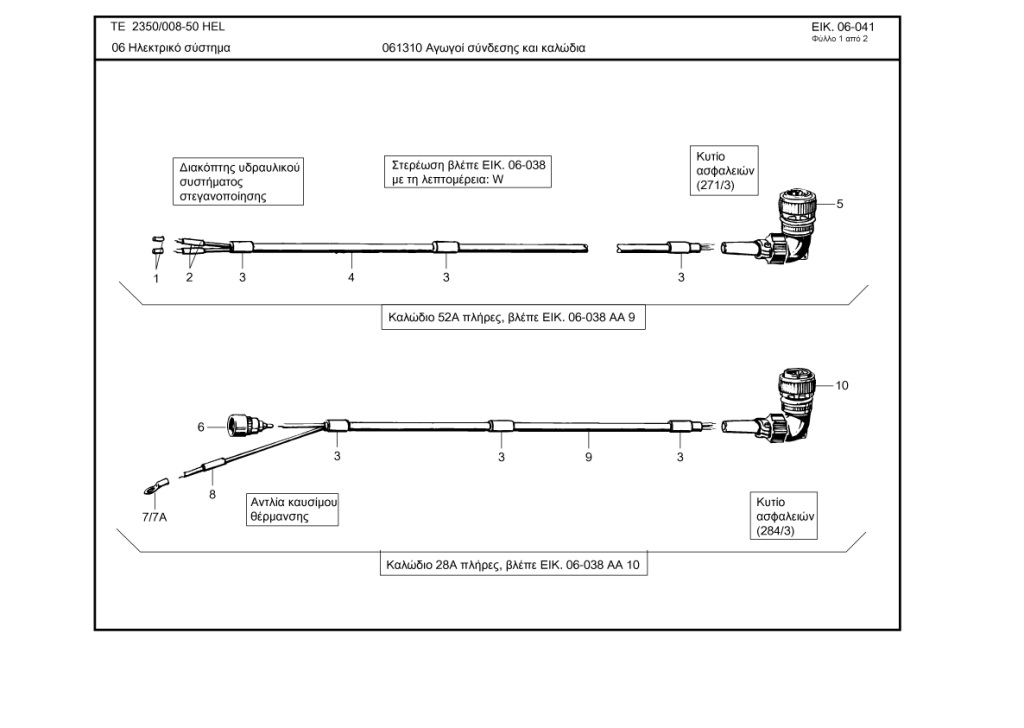 TE 2350/008-50 HEL
ΕΙΚ. 06-041
Φύλλο 1 από 2
06 Ηλεκτρικό σύστημα
061310 Αγωγοί σύνδεσης και καλώδια
Διακόπτης υδραυλικού
συστήματος
στεγανοποίησης
Στερέωση βλέπε ΕΙΚ. 06-038
με τη λεπτομέρεια: W
Κυτίο
ασφαλειών
(271/3)
5
1
2
3
4
3
3
Καλώδιο 52A πλήρες, βλέπε ΕΙΚ. 06-038 AA 9
10
6
3
3
9
3
8
7/7A
Αντλία καυσίμου
θέρμανσης
Κυτίο
ασφαλειών
(284/3)
Καλώδιο 28A πλήρες, βλέπε ΕΙΚ. 06-038 AA 10